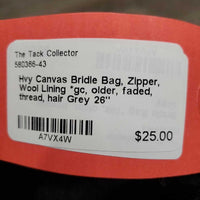 The Tack Collector
580366-43
Hvy Canvas Bridle Bag, Zipper,
Wool Lining *gc, older, faded,
thread, hair Grey 26"
A7VX4W
$25.00